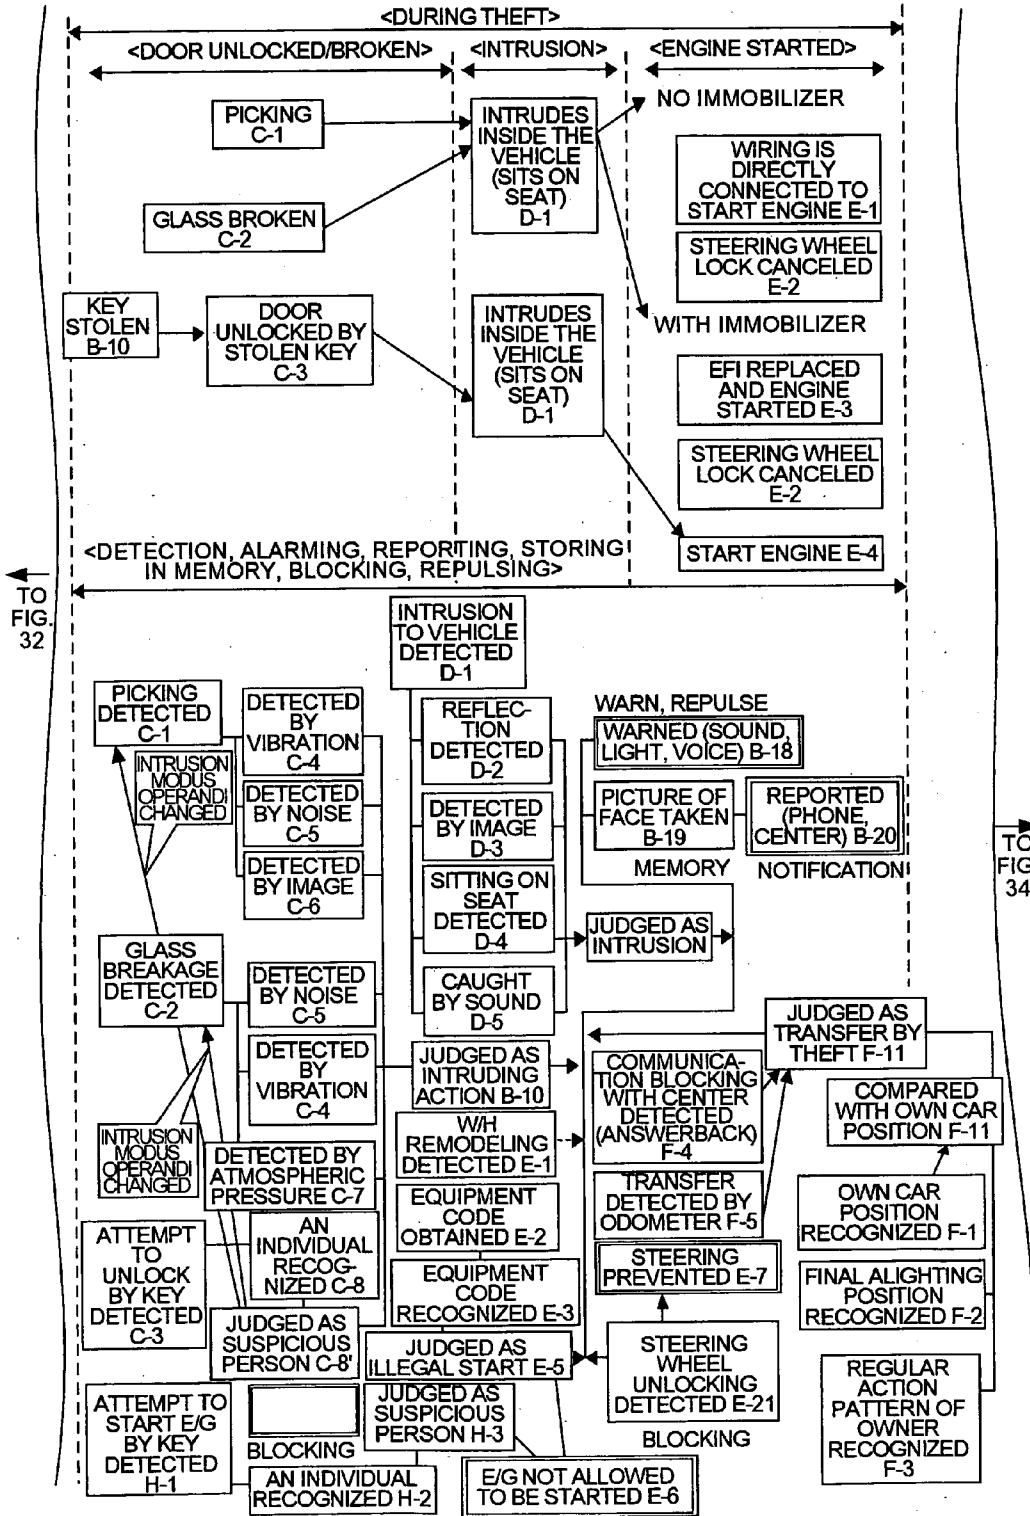 <DURING THEFT>
<DOOR UNLOCKED/BROKEN>
<INTRUSION>
<ENGINE STARTED>
PICKING
C-1
GLASS BROKEN
C-2
KEY
STOLEN
B-10
DOOR
UNLOCKED BY
STOLEN KEY
C-3
INTRUDES
INSIDE THE
VEHICLE
(SITS ON
SEAT)
D-1
INTRUDES
INSIDE THE
VEHICLE
(SITS ON
SEAT)
D-1
NO IMMOBILIZER
WIRING IS
DIRECTLY
CONNECTED TO
START ENGINE E-1
STEERING WHEEL
LOCK CANCELED
E-2
WITH IMMOBILIZER
EFI REPLACED
AND ENGINE
STARTED E-3
STEERING WHEEL
LOCK CANCELED
E-2
START ENGINE E-4
<DETECTION, ALARMING, REPORTING, STORING
IN MEMORY, BLOCKING, REPULSING>
TO
FIG.
32
INTRUSION
TO VEHICLE
DETECTED
D-1
PICKING
DETECTED
C-1
DETECTED
BY
VIBRATION
C-4
INTRUSION
MODUS
OPERANDI
CHANGED
DETECTED
BY NOISE
C-5
DETECTED
BY IMAGE
C-6
REFLEC-
TION
DETECTED
D-2
DETECTED
BY IMAGE
D-3
SITTING ON
SEAT
DETECTED
D-4
CAUGHT
BY SOUND
D-5
WARN, REPULSE
WARNED (SOUND,
LIGHT, VOICE) B-18
PICTURE OF
FACE TAKEN
B-19
REPORTED
(PHONE,
CENTER) B-20
MEMORY
NOTIFICATION
TO
FIG
34
JUDGED AS
INTRUSION
GLASS
BREAKAGE
DETECTED
C-2
DETECTED
BY NOISE
C-5
DETECTED
BY
VIBRATION
C-4
INTRUSION
MODUS
OPERANDI
CHANGED
DETECTED BY
ATMOSPHERIC
PRESSURE C-7
JUDGED AS
INTRUDING
ACTION B-10
W/H
REMODELING
DETECTED E-1
EQUIPMENT
CODE
OBTAINED E-2
EQUIPMENT
CODE
RECOGNIZED E-3
JUDGED AS
ILLEGAL START E-5
JUDGED AS
TRANSFER BY
THEFT F-11
COMMUNICA-
TION BLOCKING
WITH CENTER
DETECTED
(ANSWERBACK)
F-4
COMPARED
WITH OWN CAR
POSITION F-11
TRANSFER
DETECTED BY
ODOMETER F-5
OWN CAR
POSITION
RECOGNIZED F-1
STEERING
PREVENTED E-7
FINAL ALIGHTING
POSITION
RECOGNIZED F-2
STEERING
WHEEL
UNLOCKING
DETECTED E-21
BLOCKING
REGULAR
ACTION
PATTERN OF
OWNER
RECOGNIZED
F-3
ATTEMPT
TO
UNLOCK
BY KEY
DETECTED
C-3
AN
INDIVIDUAL
RECOG-
NIZED C-8
JUDGED AS
SUSPICIOUS
PERSON C-8'
ATTEMPT TO
START E/G
BY KEY
DETECTED
H-1
BLOCKING
AN INDIVIDUAL
RECOGNIZED H-2
JUDGED AS
SUSPICIOUS
PERSON H-3
E/G NOT ALLOWED
TO BE STARTED E-6